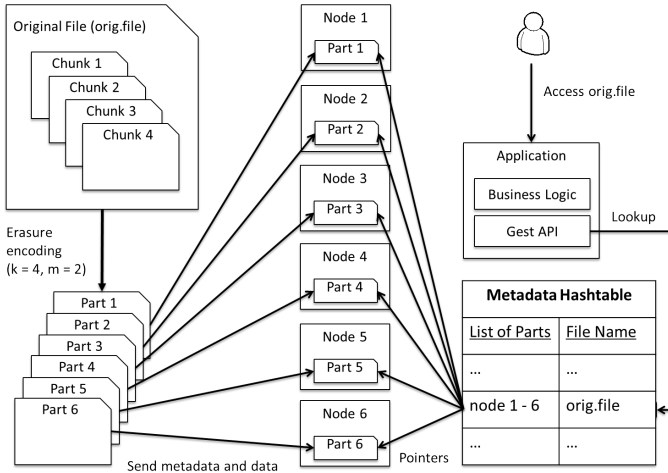 Original File (orig.file)
Chunk 1
Chunk 2
Chunk 3
Chunk 4
Erasure
encoding
(k = 4, m = 2)
Part 1
Part 2
Part 3
Part 4
Part 5
Part 6
Send metadata and data
Node 1
Part 1
Node 2
Part 2
Node 3
Part 3
Node 4
Part 4
Node 5
Part 5
Node 6
Part 6
Pointers
Access orig.file
Application
Business Logic
Gest API
Lookup
Metadata Hashtable
List of Parts File Name
... ...
node 1 - 6 orig.file
... ...